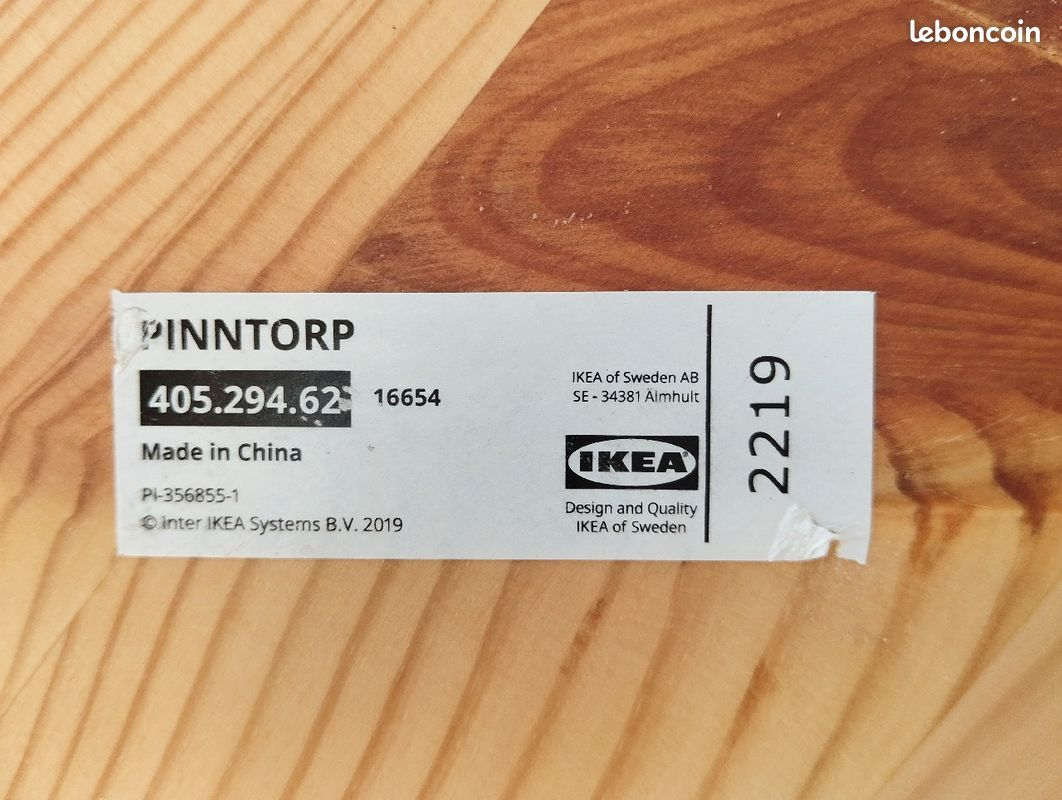 leboncoin
PINNTORP
405.294.62 16654
Made in China
PI-356855-1
© Inter IKEA Systems B.V. 2019
IKEA of Sweden AB
SE - 34381 Älmhult
IKEA®
Design and Quality
IKEA of Sweden
2219